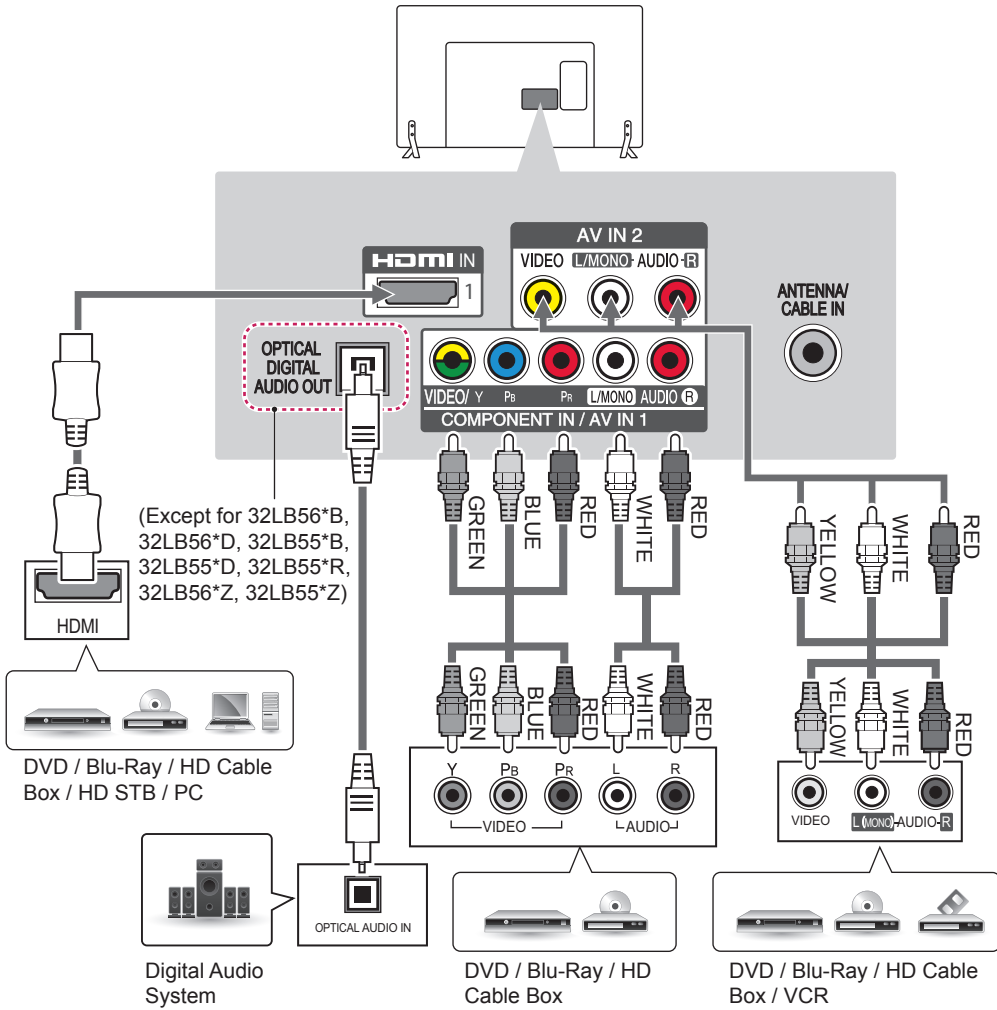 AV IN 2
HDMI IN
VIDEO L/MONO AUDIO R
1
ANTENNA/
CABLE IN
OPTICAL
DIGITAL
AUDIO OUT
VIDEO/ Y PB PR L/MONO AUDIO R
COMPONENT IN / AV IN 1
(Except for 32LB56*B,
32LB56*D, 32LB55*B,
32LB55*D, 32LB55*R,
32LB56*Z, 32LB55*Z)
GREEN
BLUE
RED
WHITE
RED
YELLOW
WHITE
RED
HDMI
GREEN
BLUE
RED
WHITE
RED
YELLOW
WHITE
RED
DVD / Blu-Ray / HD Cable
Box / HD STB / PC
Y PB PR L R
VIDEO AUDIO
VIDEO L (MONO) AUDIO R
OPTICAL AUDIO IN
Digital Audio
System
DVD / Blu-Ray / HD
Cable Box
DVD / Blu-Ray / HD Cable
Box / VCR